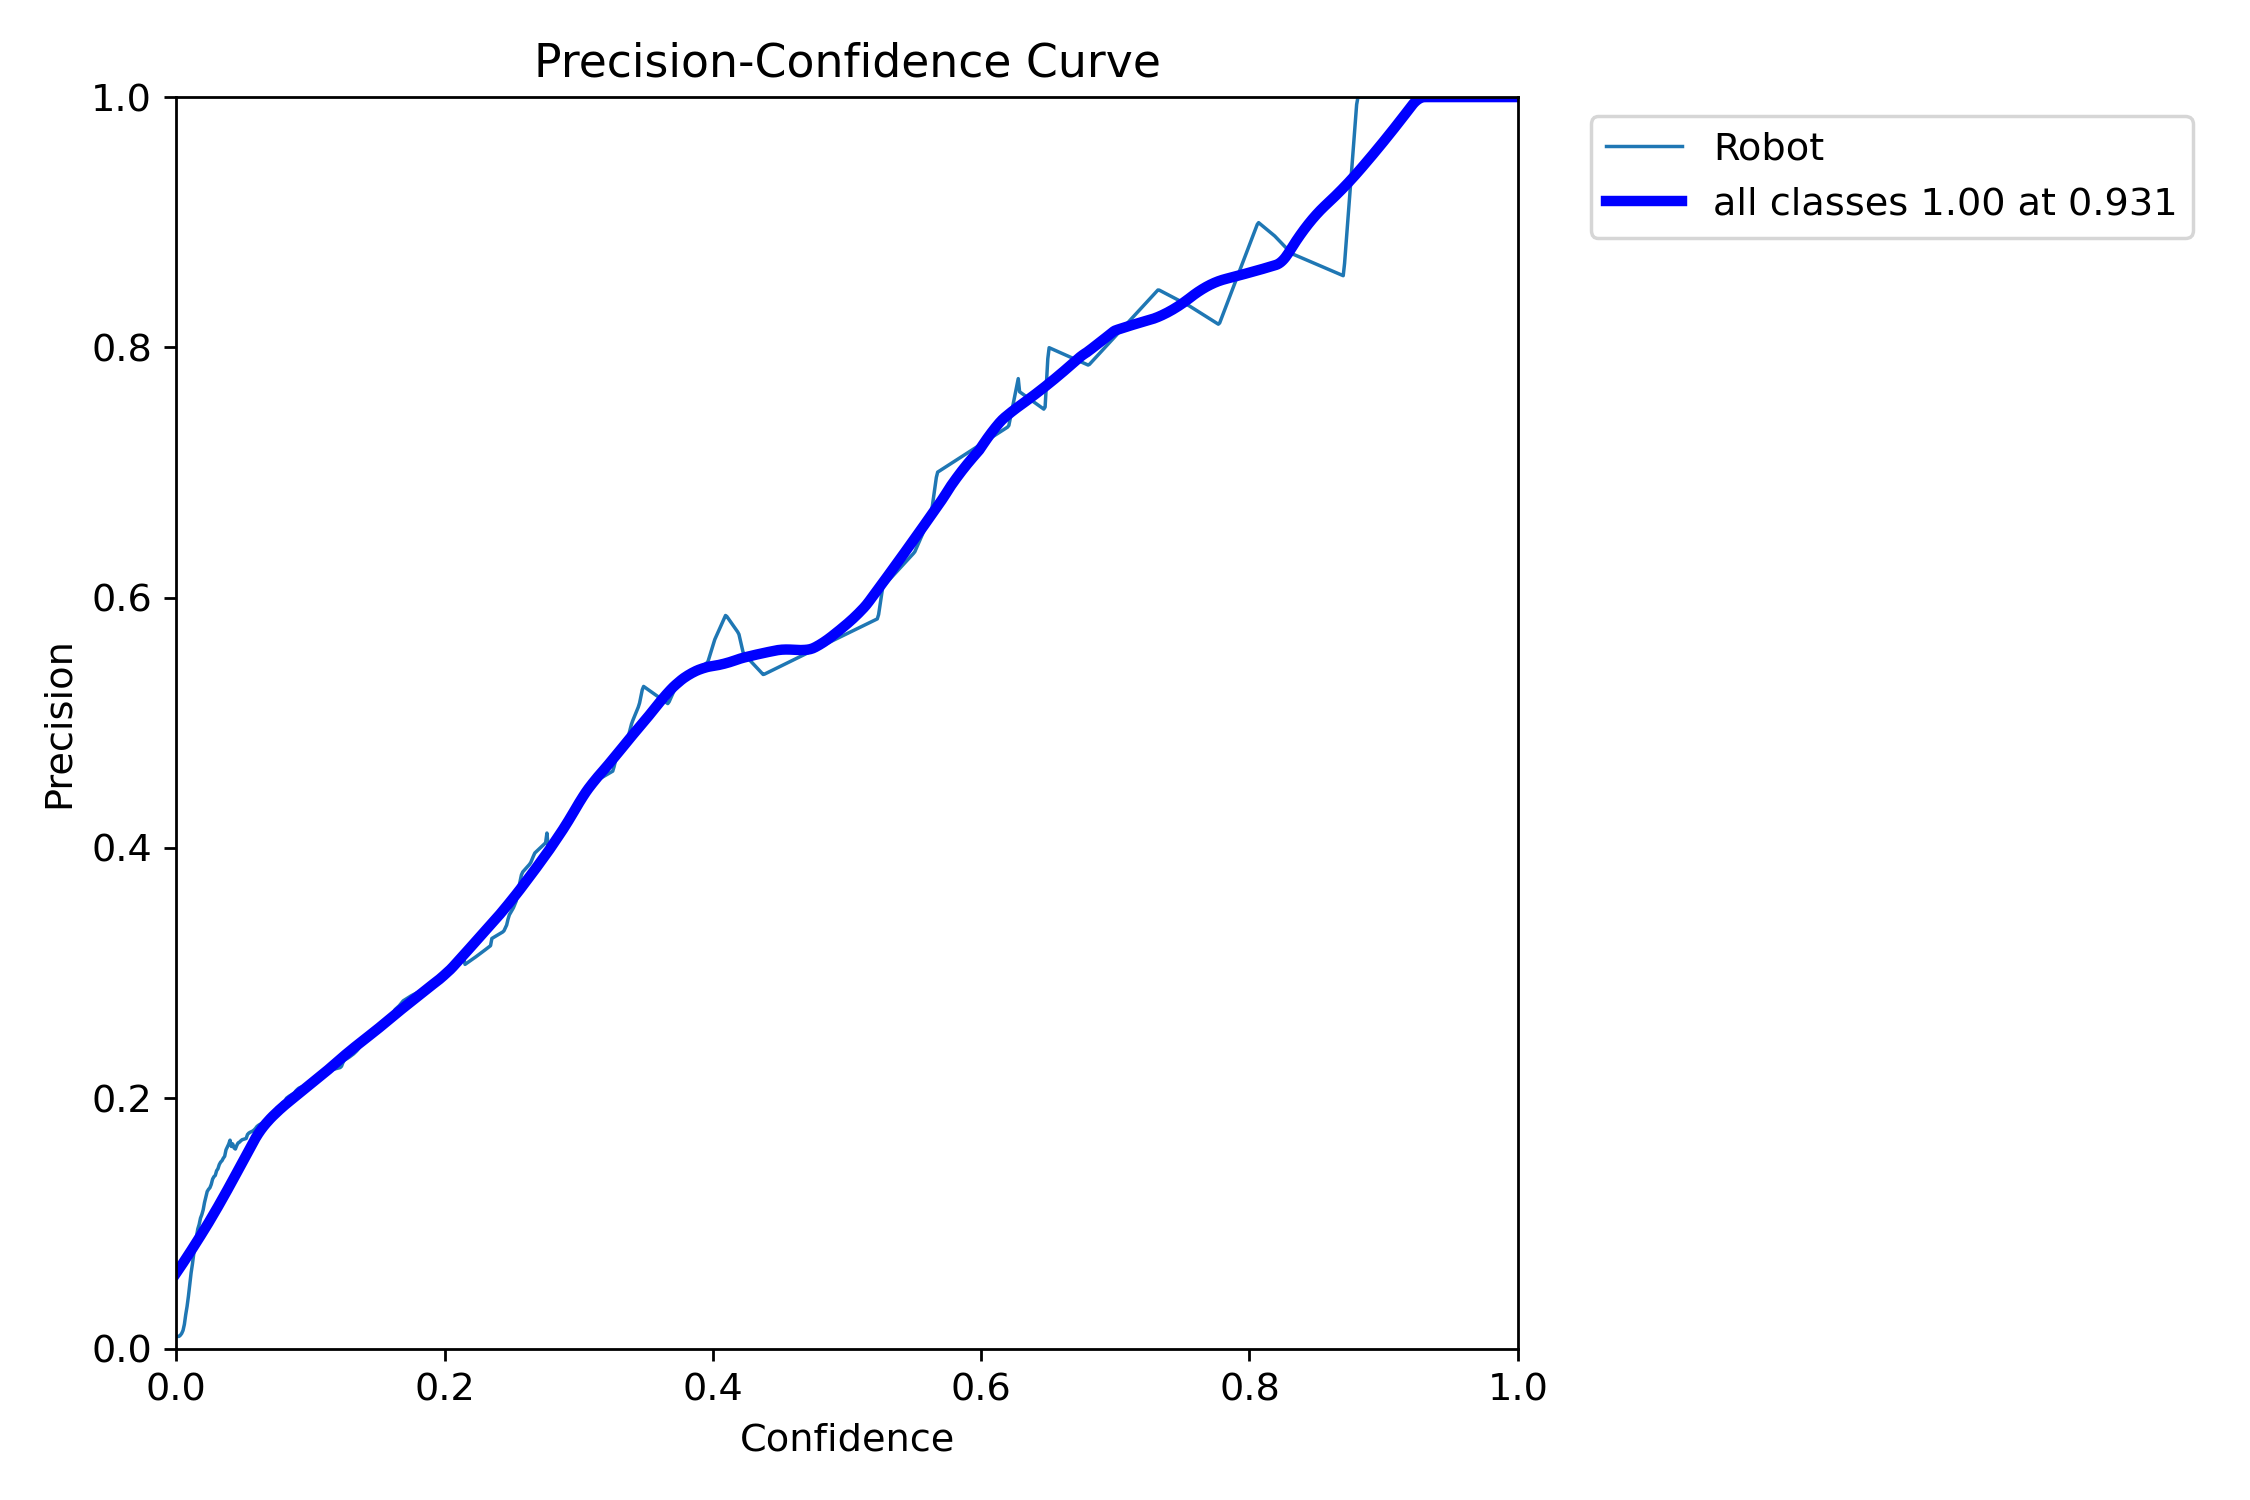 Precision-Confidence Curve
1.0
0.8
0.6
0.4
0.2
0.0
Precision
0.0 0.2 0.4 0.6 0.8 1.0
Confidence
Robot
all classes 1.00 at 0.931